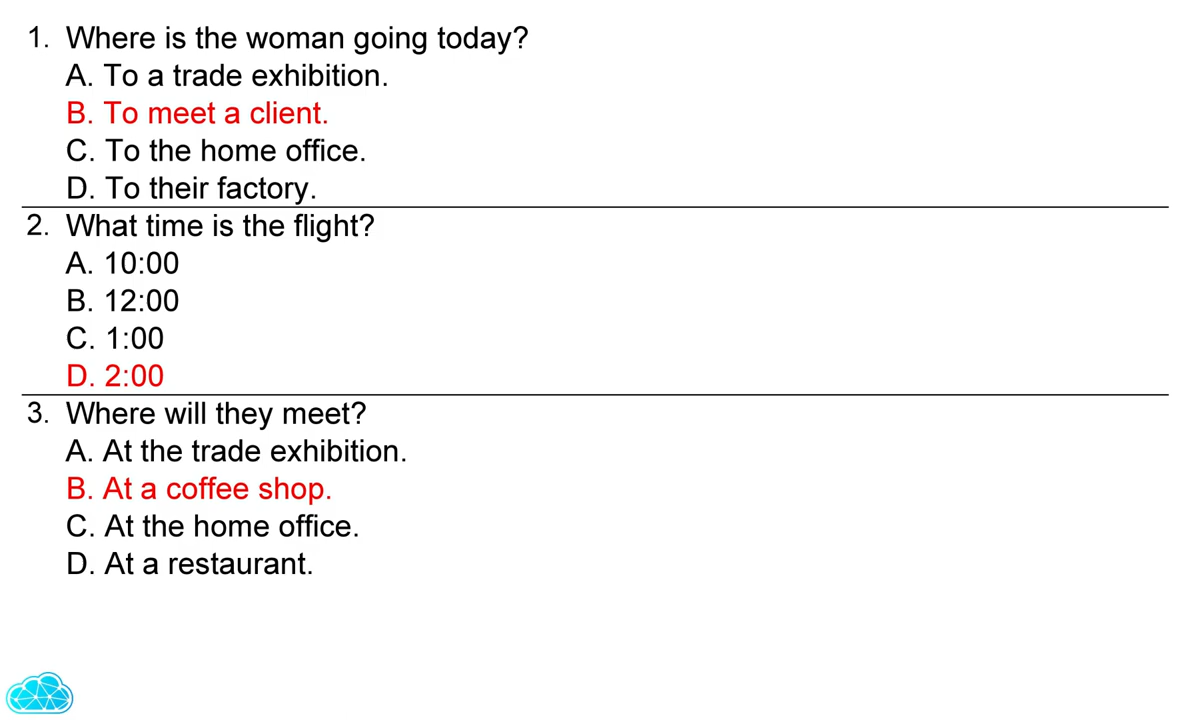 1. Where is the woman going today?
A. To a trade exhibition.
B. To meet a client.
C. To the home office.
D. To their factory.
2. What time is the flight?
A. 10:00
B. 12:00
C. 1:00
D. 2:00
3. Where will they meet?
A. At the trade exhibition.
B. At a coffee shop.
C. At the home office.
D. At a restaurant.